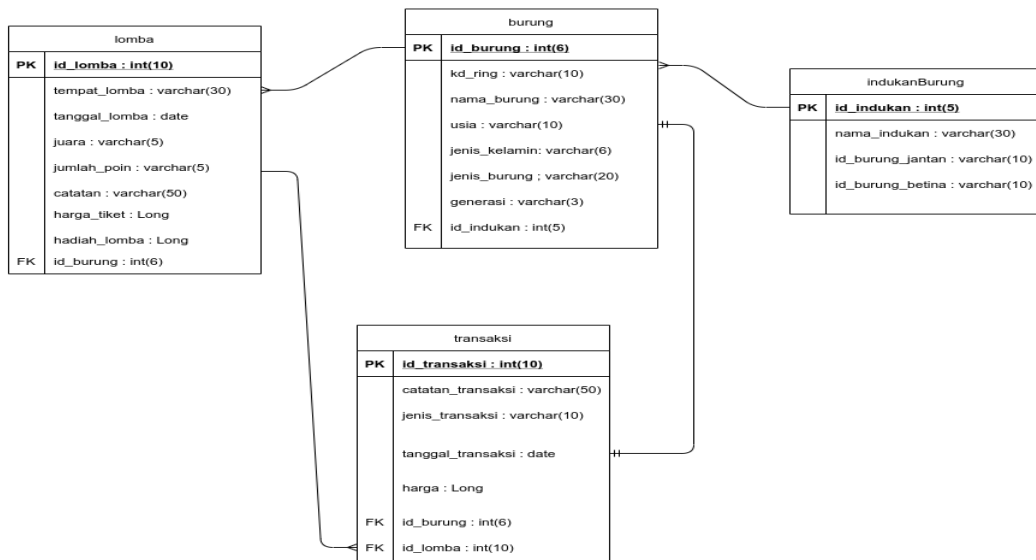 lomba
PK id_lomba : int(10)
tempat_lomba : varchar(30)
tanggal_lomba : date
juara : varchar(5)
jumlah_poin : varchar(5)
catatan : varchar(50)
harga_tiket : Long
hadiah_lomba : Long
FK id_burung : int(6)
burung
PK id_burung : int(6)
kd_ring : varchar(10)
nama_burung : varchar(30)
usia : varchar(10)
jenis_kelamin: varchar(6)
jenis_burung ; varchar(20)
generasi : varchar(3)
FK id_indukan : int(5)
indukanBurung
PK id_indukan : int(5)
nama_indukan : varchar(30)
id_burung_jantan : varchar(10)
id_burung_betina : varchar(10)
transaksi
PK id_transaksi : int(10)
catatan_transaksi : varchar(50)
jenis_transaksi : varchar(10)
tanggal_transaksi : date
harga : Long
FK id_burung : int(6)
FK id_lomba : int(10)